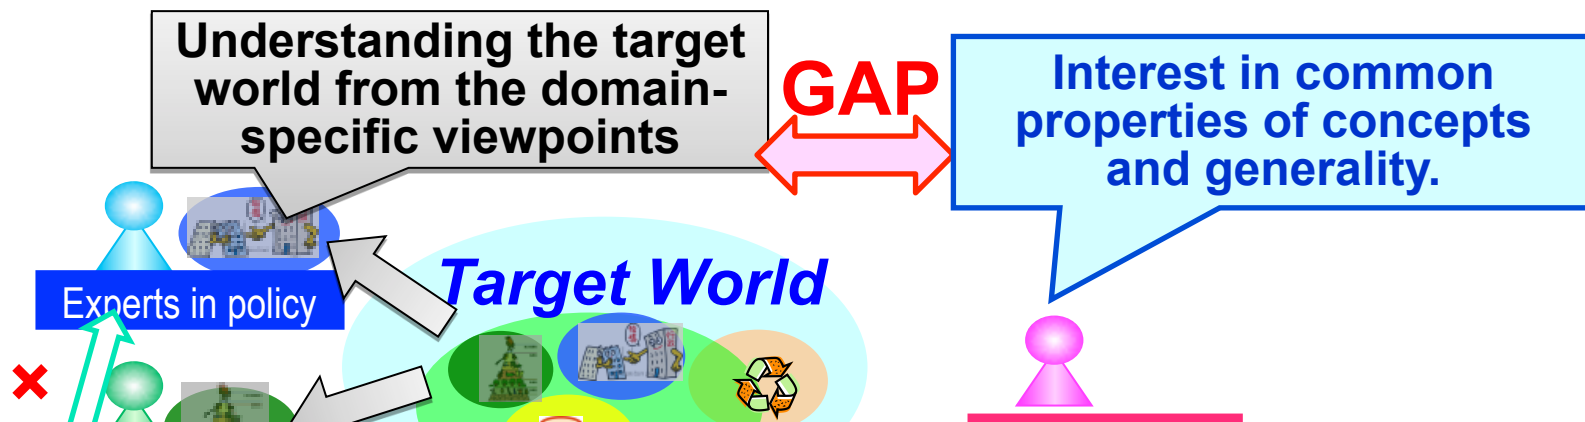 Understanding the target
world from the domain-
specific viewpoints
GAP
Interest in common
properties of concepts
and generality.
Target World
Experts in policy